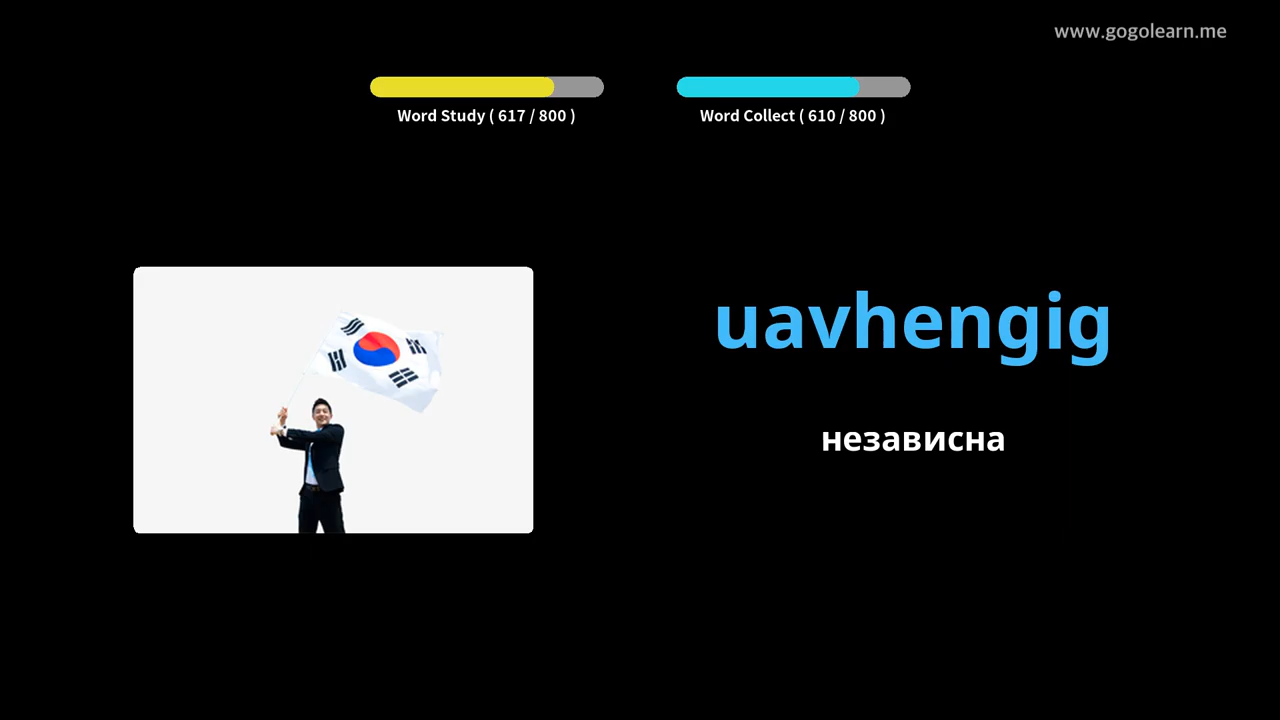 www.gogolearn.me
Word Study ( 617 / 800 )
Word Collect ( 610 / 800 )
uavhengig
независна